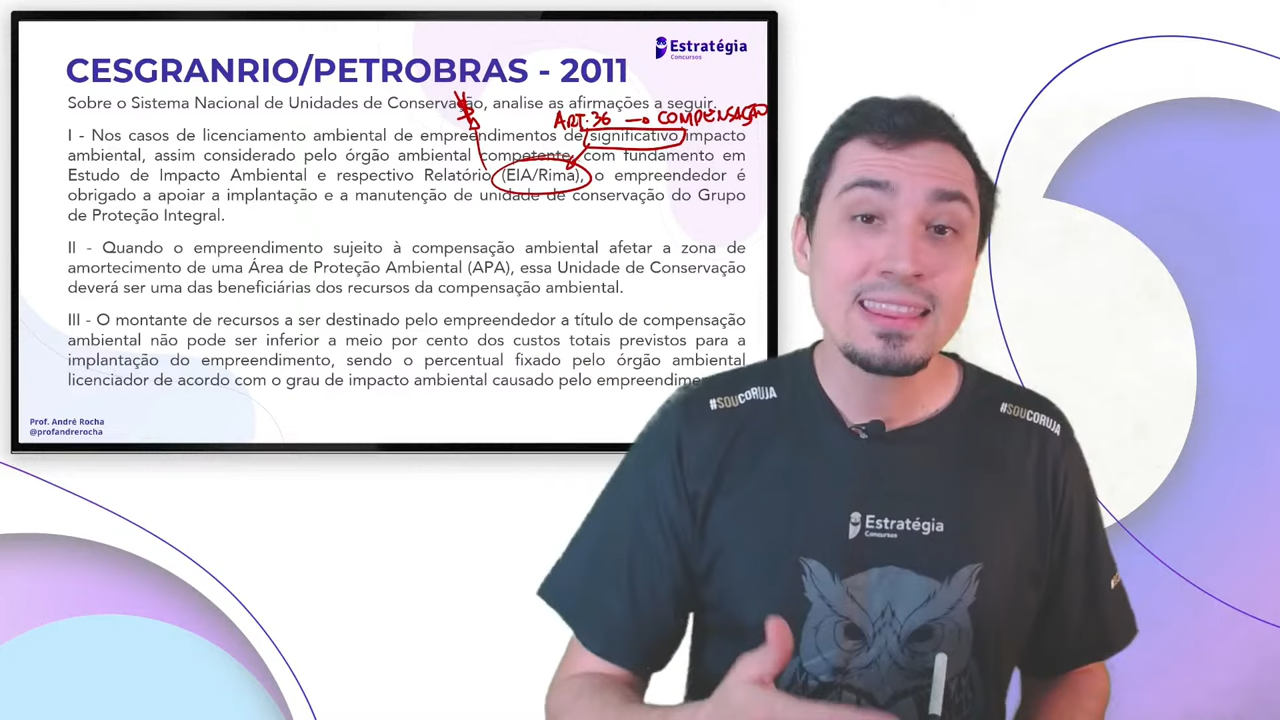 Estratégia
Concursos
CESGRANRIO/PETROBRAS - 2011
Sobre o Sistema Nacional de Unidades de Conservação, analise as afirmações a seguir.
ART. 36 → COMPENSAÇÃO
I - Nos casos de licenciamento ambiental de empreendimentos de significativo impacto
ambiental, assim considerado pelo órgão ambiental competente, com fundamento em
Estudo de Impacto Ambiental e respectivo Relatório (EIA/Rima), o empreendedor é
obrigado a apoiar a implantação e a manutenção de unidade de conservação do Grupo
de Proteção Integral.
II - Quando o empreendimento sujeito à compensação ambiental afetar a zona de
amortecimento de uma Área de Proteção Ambiental (APA), essa Unidade de Conservação
deverá ser uma das beneficiárias dos recursos da compensação ambiental.
III - O montante de recursos a ser destinado pelo empreendedor a título de compensação
ambiental não pode ser inferior a meio por cento dos custos totais previstos para a
implantação do empreendimento, sendo o percentual fixado pelo órgão ambiental
licenciador de acordo com o grau de impacto ambiental causado pelo
Prof. André Rocha
@profandrerocha
#SOUCORUJA
#SOUCORUJA
Estratégia
Concursos